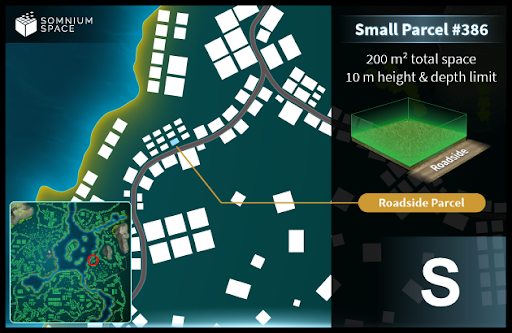 SOMNIUM
SPACE
Small Parcel #386
200 m² total space
10 m height & depth limit
Roadside
Roadside Parcel
S